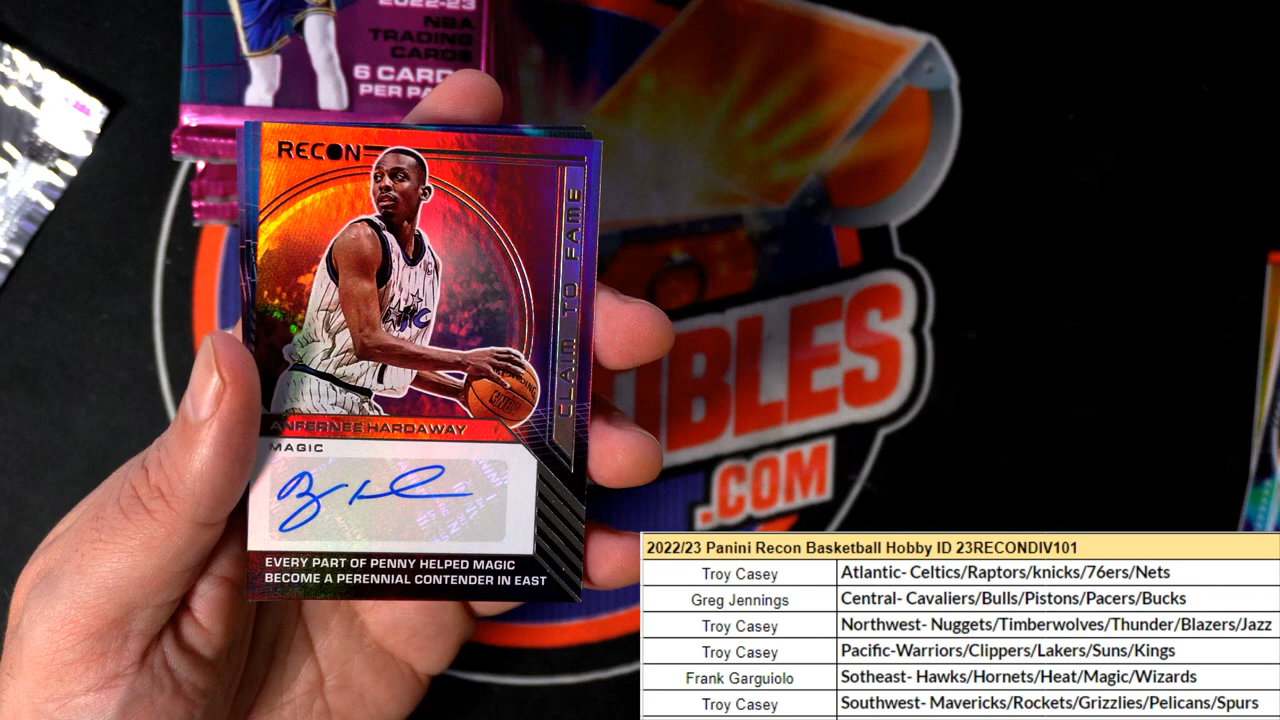 2022-23
NBA
TRADING
CARDS
6 CARDS
PER PA
RECON
CLAIM TO FAME
MAGIC
ANFERNEE HARDAWAY
MAGIC
EVERY PART OF PENNY HELPED MAGIC
BECOME A PERENNIAL CONTENDER IN EAST
TIBLES
.COM
2022/23 Panini Recon Basketball Hobby ID 23RECONDIV101
Troy Casey Atlantic- Celtics/Raptors/knicks/76ers/Nets
Greg Jennings Central- Cavaliers/Bulls/Pistons/Pacers/Bucks
Troy Casey Northwest- Nuggets/Timberwolves/Thunder/Blazers/Jazz
Troy Casey Pacific-Warriors/Clippers/Lakers/Suns/Kings
Frank Garguiolo Sotheast- Hawks/Hornets/Heat/Magic/Wizards
Troy Casey Southwest- Mavericks/Rockets/Grizzlies/Pelicans/Spurs